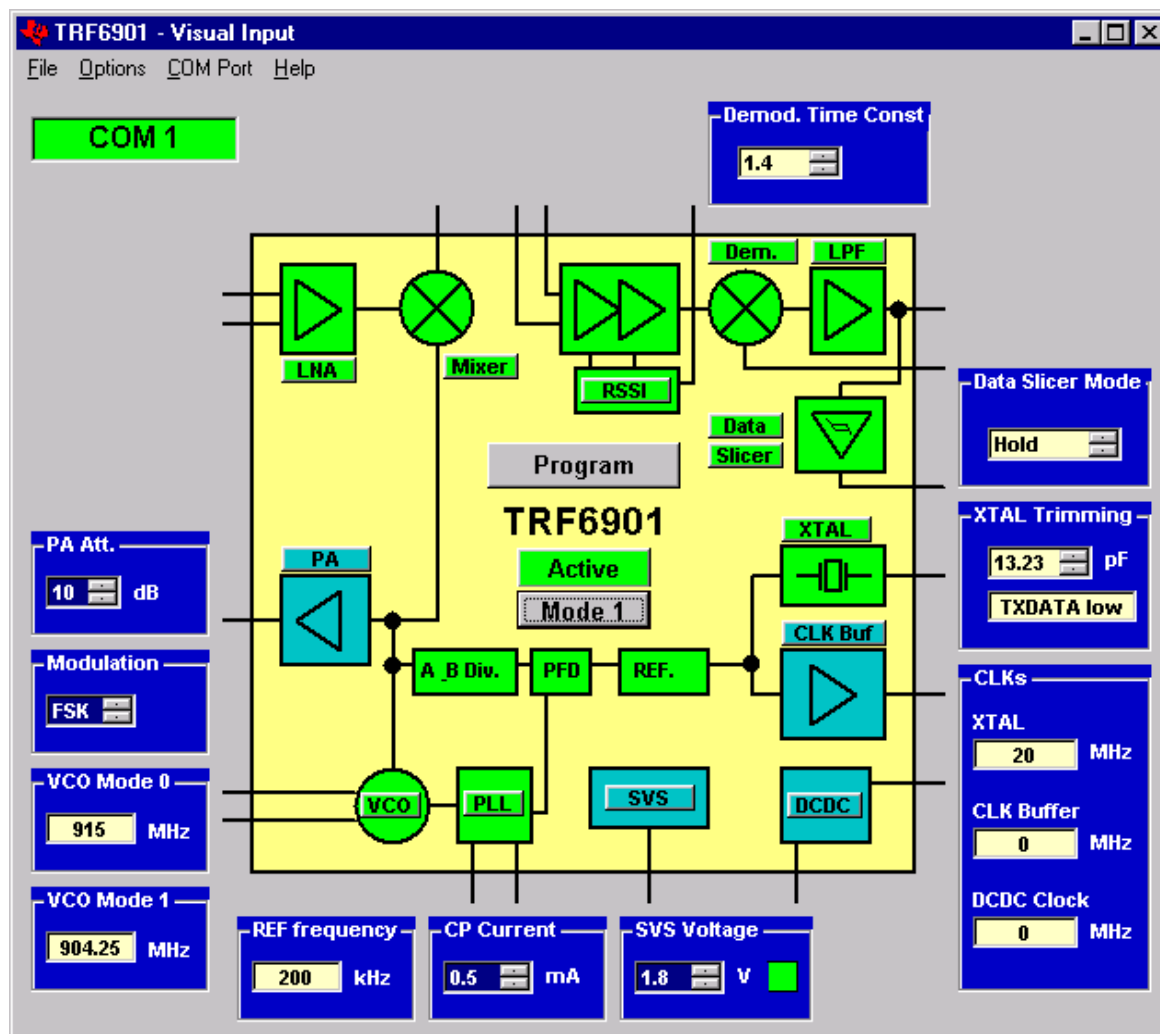 TRF6901 - Visual Input
File Options COM Port Help
COM 1
Demod. Time Const
1.4
Dem.
LPF
LNA
Mixer
RSSI
Data
Slicer
Data Slicer Mode
Hold
Program
TRF6901
Active
Mode 1
XTAL
XTAL Trimming
13.23 pF
TXDATA low
PA Att.
10 dB
PA
CLK Buf
Modulation
FSK
A_B Div.
PFD
REF.
CLKs
XTAL
20 MHz
CLK Buffer
0 MHz
DCDC Clock
0 MHz
VCO Mode 0
915 MHz
VCO
PLL
SVS
DCDC
VCO Mode 1
904.25 MHz
REF frequency
200 kHz
CP Current
0.5 mA
SVS Voltage
1.8 V